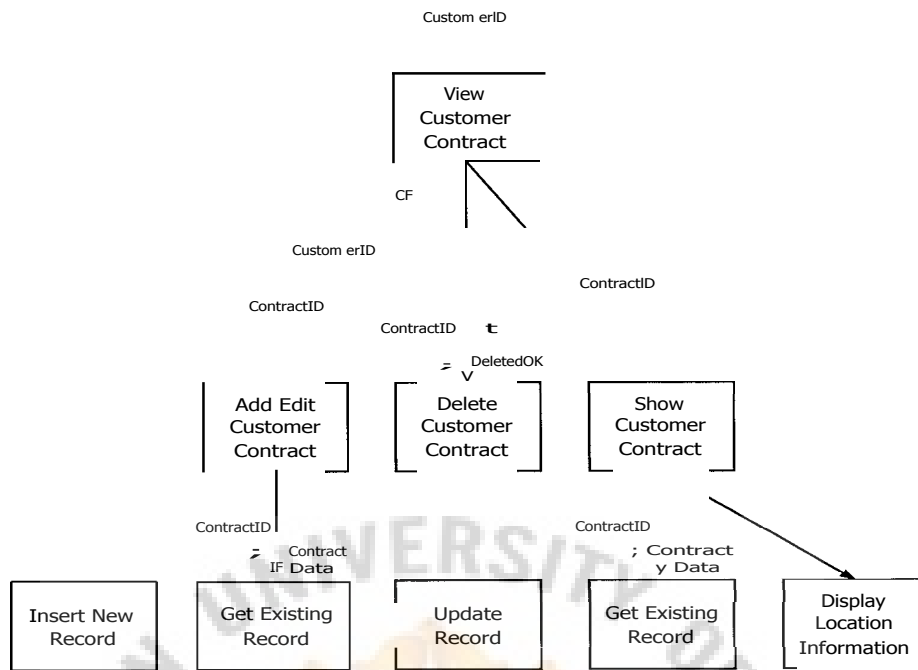 Custom erID
View
Customer
Contract
CF
Custom erID
ContractID
ContractID
ContractID t
; DeletedOK
V
Add Edit
Customer
Contract
Delete
Customer
Contract
Show
Customer
Contract
ContractID
; Contract
IF Data
ContractID
; Contract
y Data
Insert New
Record
Get Existing
Record
Update
Record
Get Existing
Record
Display
Location
Information
UNIVERSITY O